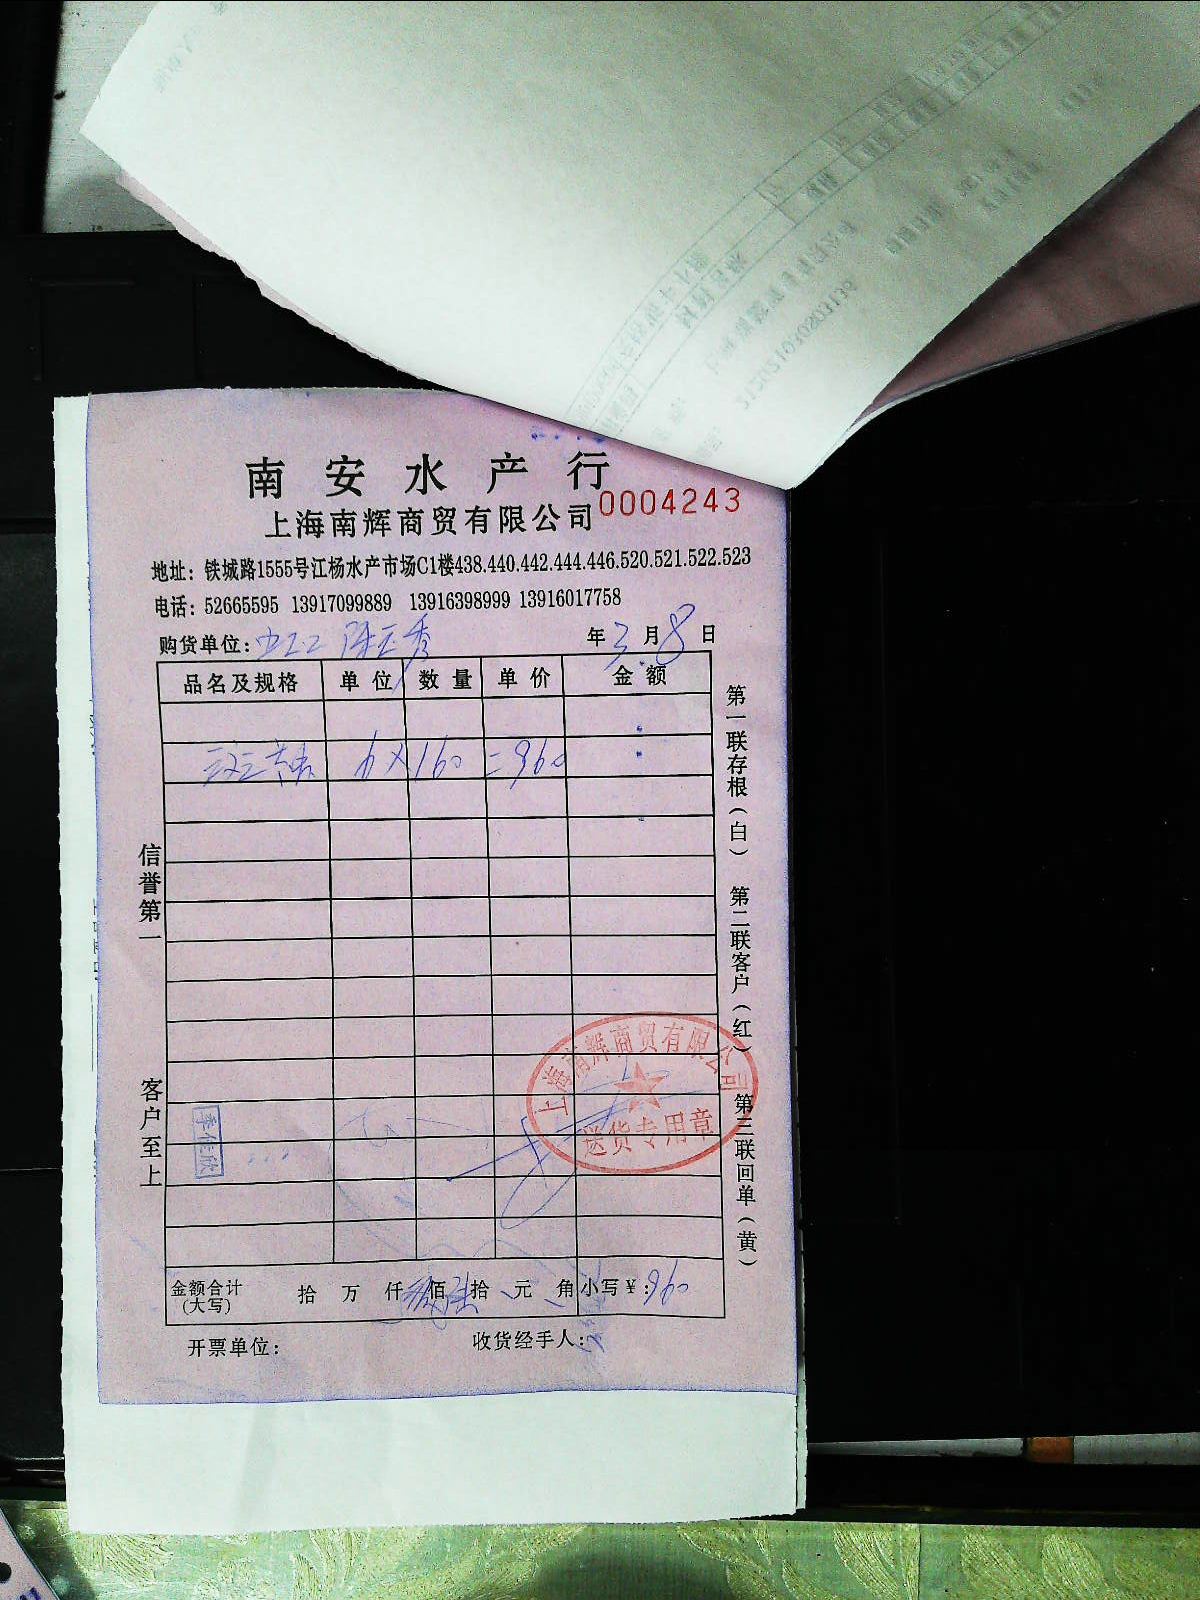 南安水产行
上海南辉商贸有限公司 0004243
地址：铁城路1555号江杨水产市场C1楼438.440.442.444.446.520.521.522.523
电话：52665595 13917099889 13916398999 13916017758
购货单位： 年3月8日
品名及规格 单位 数量 单价 金额
6×160=960
第一联存根（白） 第二联客户（红） 第三联回单（黄）
信誉第一
客户至上
上海南辉商贸有限公司
送货专用章
李佳欣
金额合计（大写） 拾 万 仟 玖佰陆拾 元 角 小写￥：960
开票单位： 收货经手人：